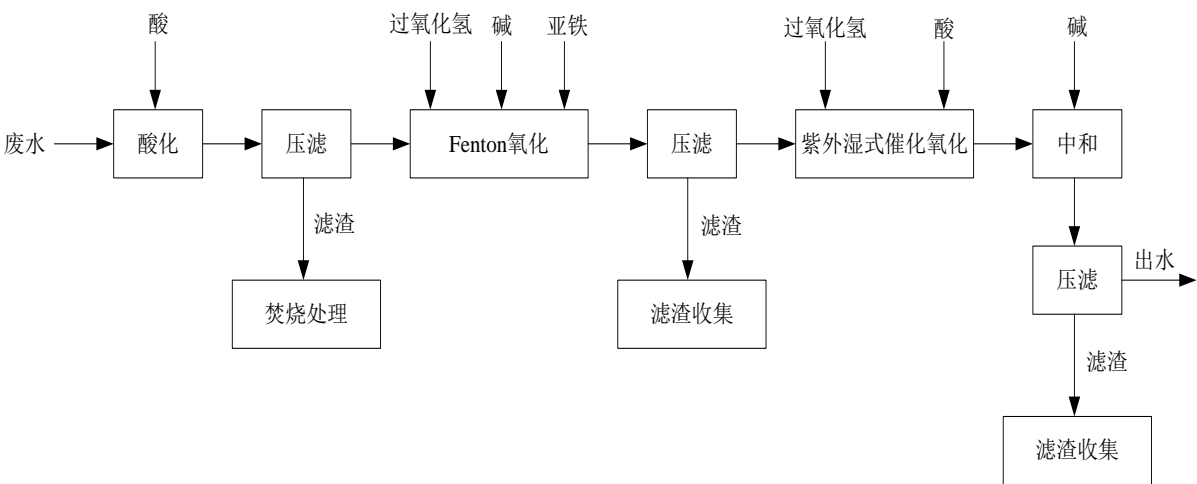 酸
过氧化氢
碱
亚铁
过氧化氢
酸
碱
废水
酸化
压滤
Fenton氧化
压滤
紫外湿式催化氧化
中和
滤渣
滤渣
出水
压滤
焚烧处理
滤渣收集
滤渣
滤渣收集